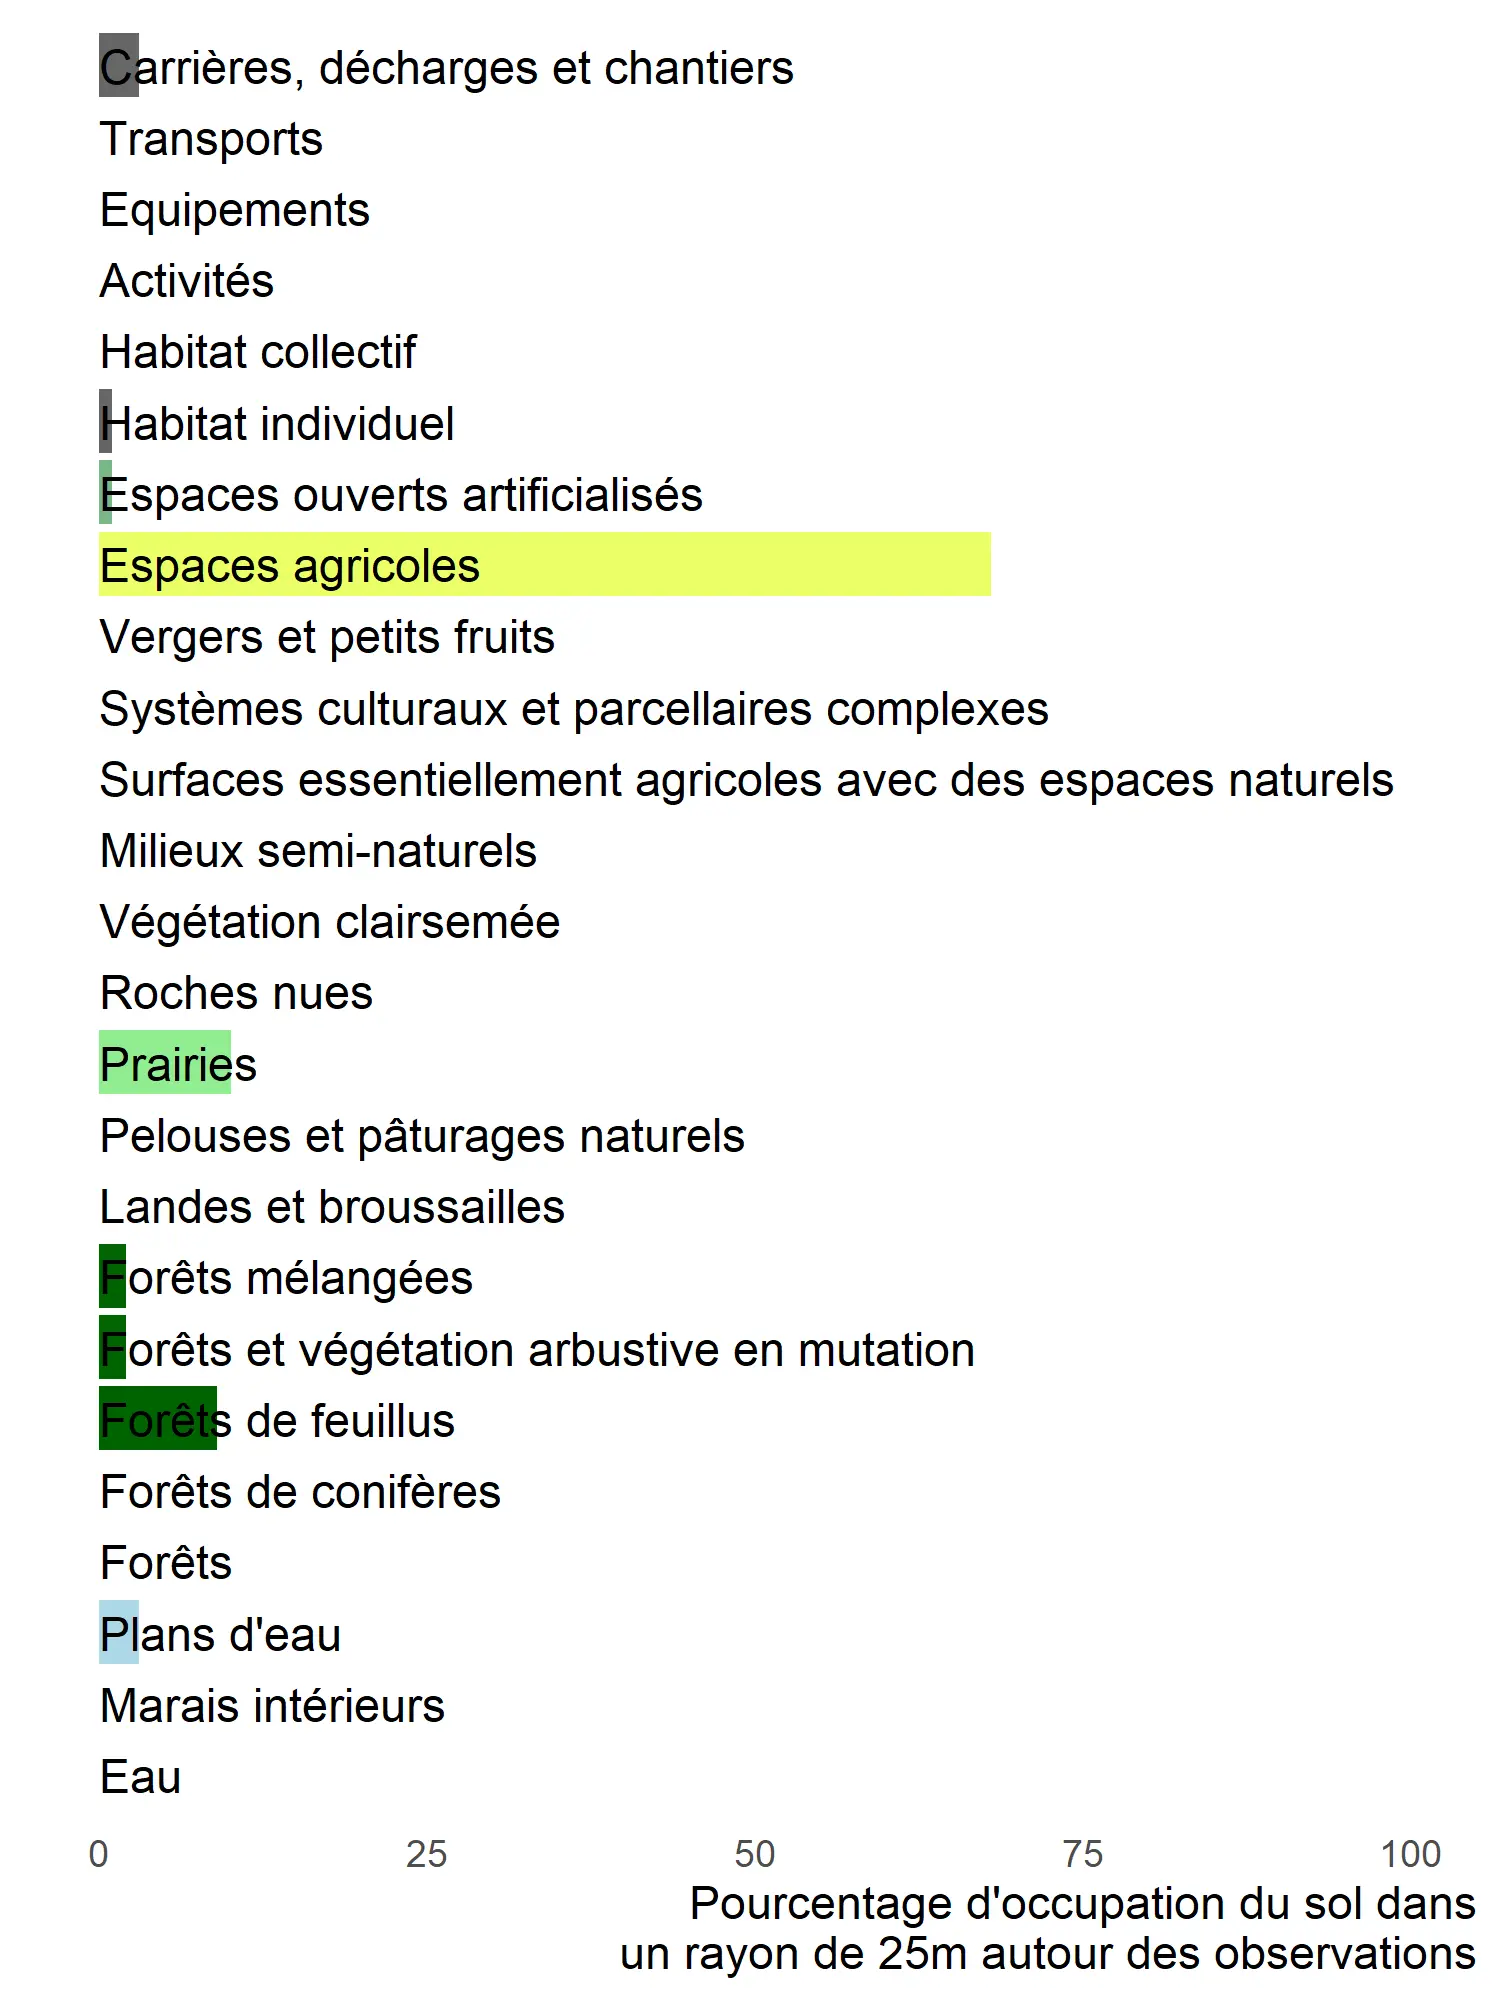 Carrières, décharges et chantiers
Transports
Equipements
Activités
Habitat collectif
Habitat individuel
Espaces ouverts artificialisés
Espaces agricoles
Vergers et petits fruits
Systèmes culturaux et parcellaires complexes
Surfaces essentiellement agricoles avec des espaces naturels
Milieux semi-naturels
Végétation clairsemée
Roches nues
Prairies
Pelouses et pâturages naturels
Landes et broussailles
Forêts mélangées
Forêts et végétation arbustive en mutation
Forêts de feuillus
Forêts de conifères
Forêts
Plans d'eau
Marais intérieurs
Eau
0 25 50 75 100
Pourcentage d'occupation du sol dans
un rayon de 25m autour des observations